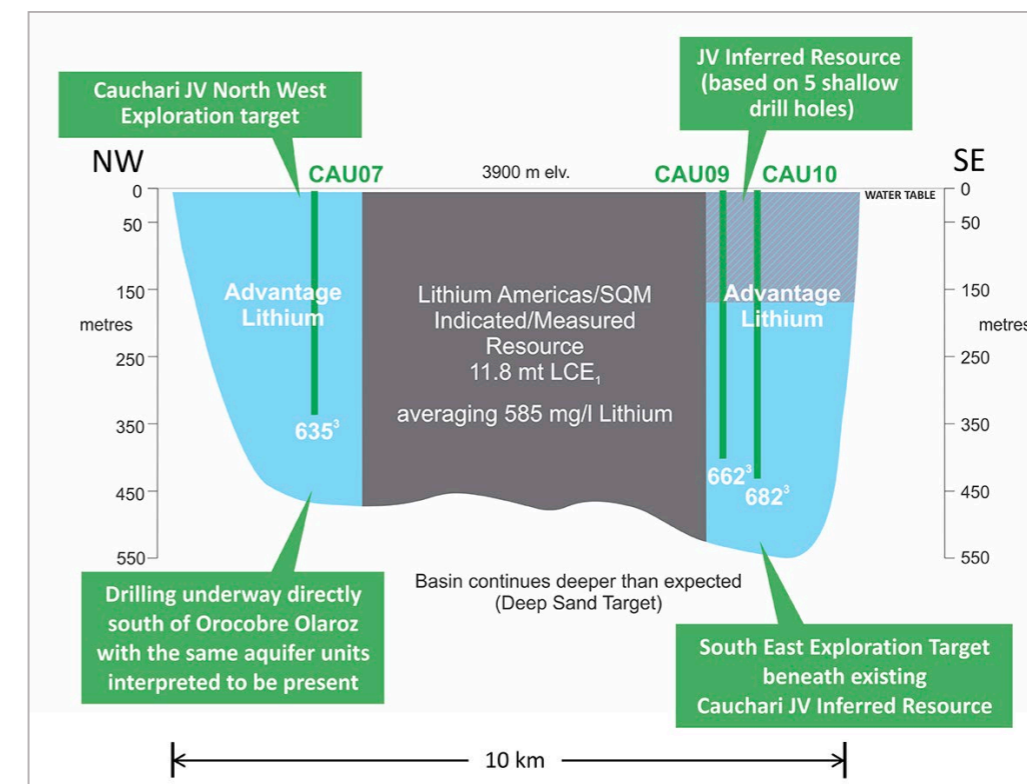 Cauchari JV North West
Exploration target
JV Inferred Resource
(based on 5 shallow
drill holes)
NW
CAU07
3900 m elv.
CAU09
CAU10
SE
WATER TABLE
0
50
150
metres
250
350
450
550
0
50
150
metres
250
350
450
550
Advantage
Lithium
635³
Lithium Americas/SQM
Indicated/Measured
Resource
11.8 mt LCE₁
averaging 585 mg/l Lithium
Advantage
Lithium
662³
682³
Basin continues deeper than expected
(Deep Sand Target)
Drilling underway directly
south of Orocobre Olaroz
with the same aquifer units
interpreted to be present
South East Exploration Target
beneath existing
Cauchari JV Inferred Resource
10 km